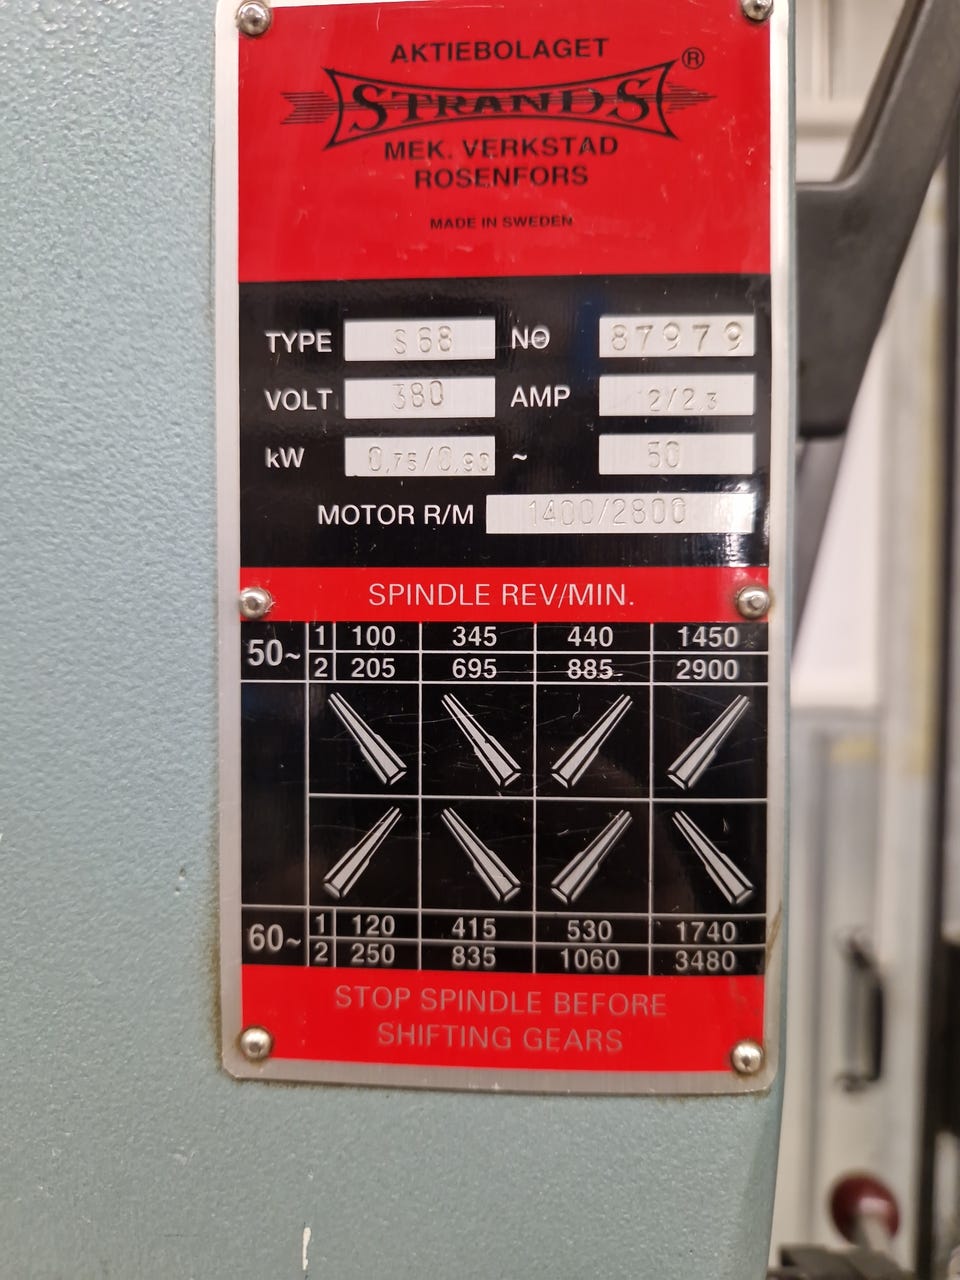 AKTIEBOLAGET
STRANDS ®
MEK. VERKSTAD
ROSENFORS
MADE IN SWEDEN
TYPE S68 NO 87979
VOLT 380 AMP 2/2,3
kW 0,75/0,90 ~ 50
MOTOR R/M 1400/2800
SPINDLE REV/MIN.
50~ 1 100 345 440 1450
2 205 695 885 2900
60~ 1 120 415 530 1740
2 250 835 1060 3480
STOP SPINDLE BEFORE
SHIFTING GEARS